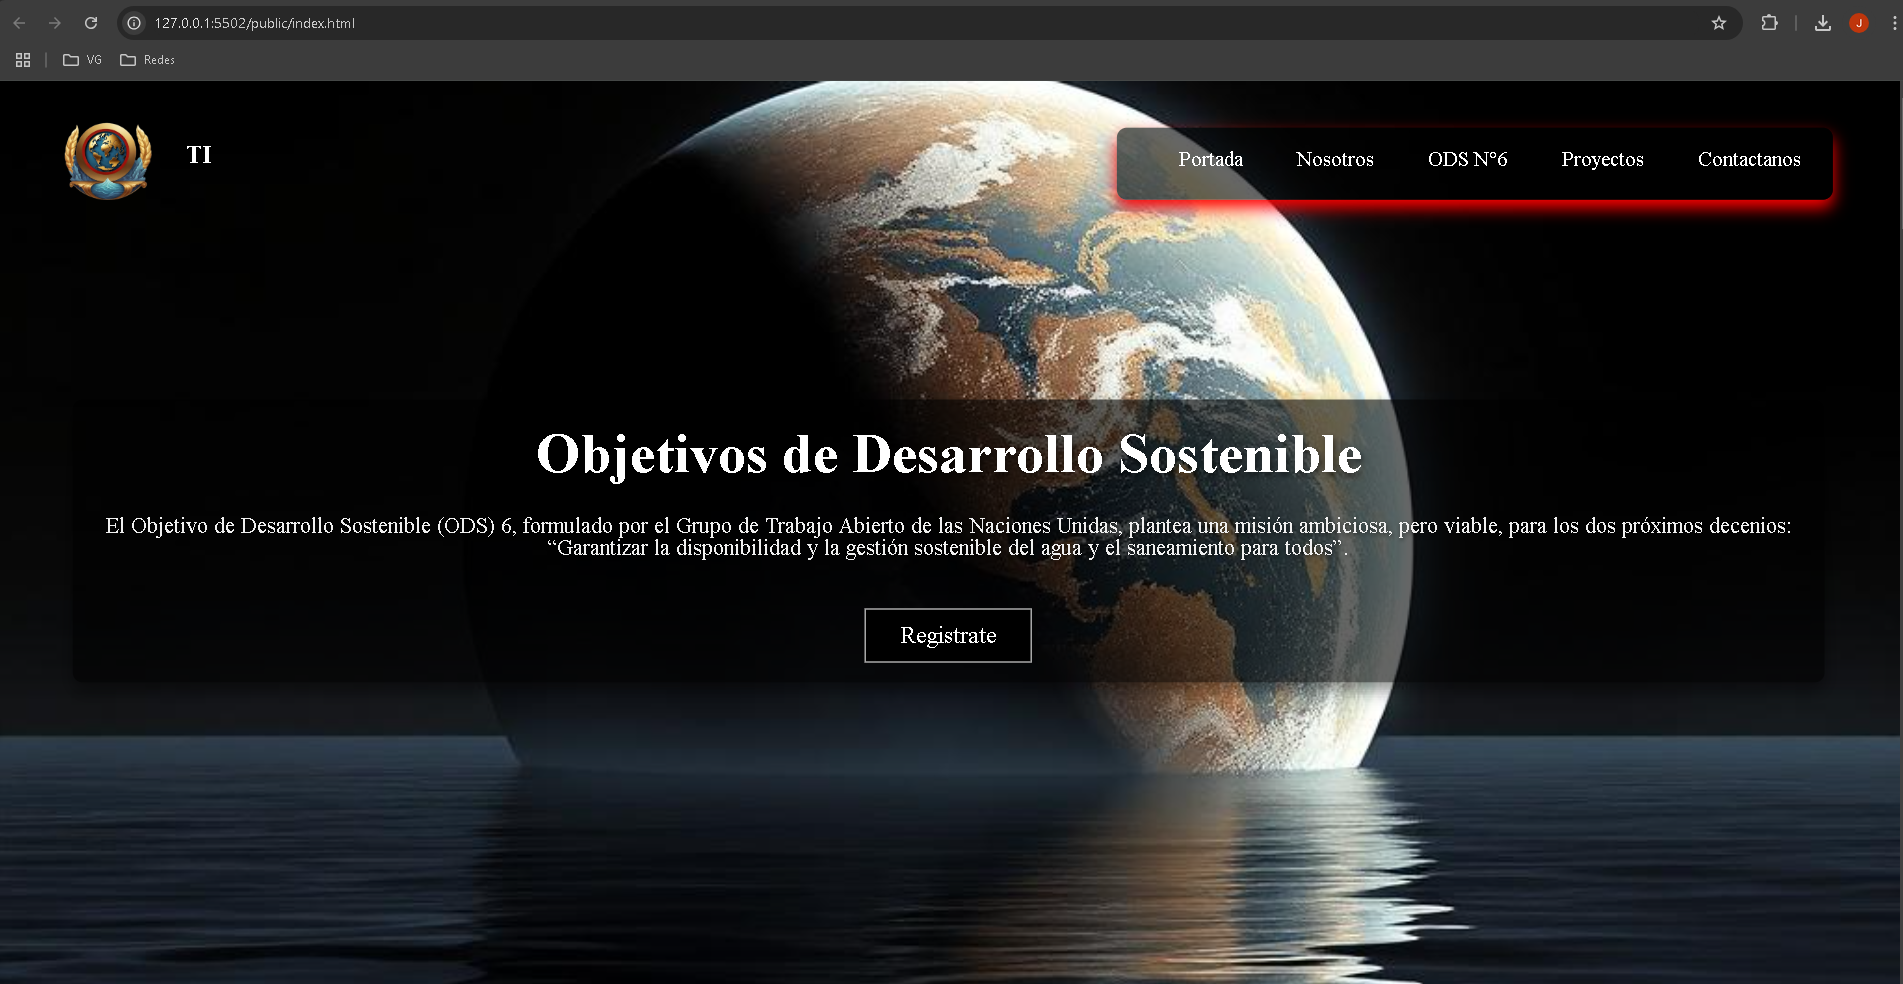 127.0.0.1:5502/public/index.html
J
VG Redes
TI
Portada Nosotros ODS N°6 Proyectos Contactanos
Objetivos de Desarrollo Sostenible
El Objetivo de Desarrollo Sostenible (ODS) 6, formulado por el Grupo de Trabajo Abierto de las Naciones Unidas, plantea una misión ambiciosa, pero viable, para los dos próximos decenios:
“Garantizar la disponibilidad y la gestión sostenible del agua y el saneamiento para todos”.
Registrate